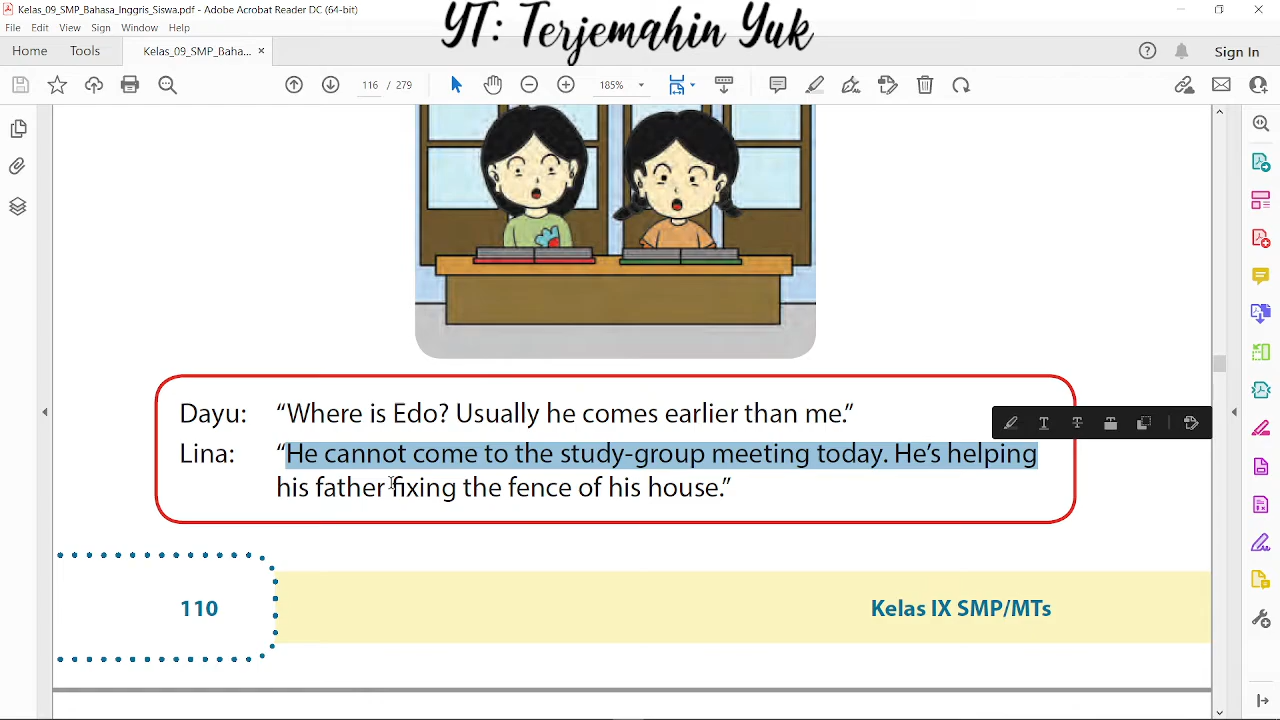 Kelas_09_SMP_Bahasa_Inggris_Siswa.pdf - Adobe Acrobat Reader DC (64-bit)
YT: Terjemahin Yuk
File Edit View Sign Window Help
Home Tools Kelas_09_SMP_Baha... × Sign In
116 / 279 185%
Dayu: “Where is Edo? Usually he comes earlier than me.”
Lina: “He cannot come to the study-group meeting today. He’s helping
his father fixing the fence of his house.”
110 Kelas IX SMP/MTs